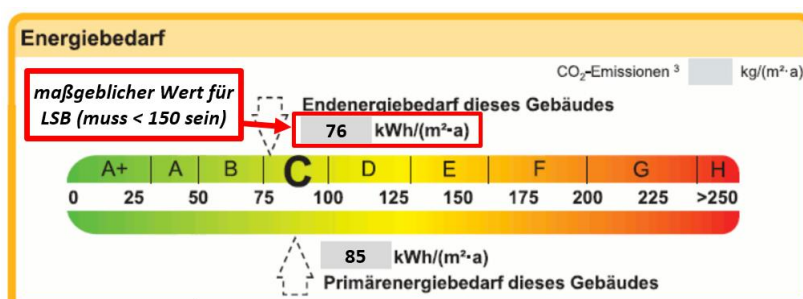 Energiebedarf
CO₂-Emissionen ³ kg/(m²·a)
maßgeblicher Wert für
LSB (muss < 150 sein)
Endenergiebedarf dieses Gebäudes
76 kWh/(m²·a)
A+ A B C D E F G H
0 25 50 75 100 125 150 175 200 225 >250
85 kWh/(m²·a)
Primärenergiebedarf dieses Gebäudes